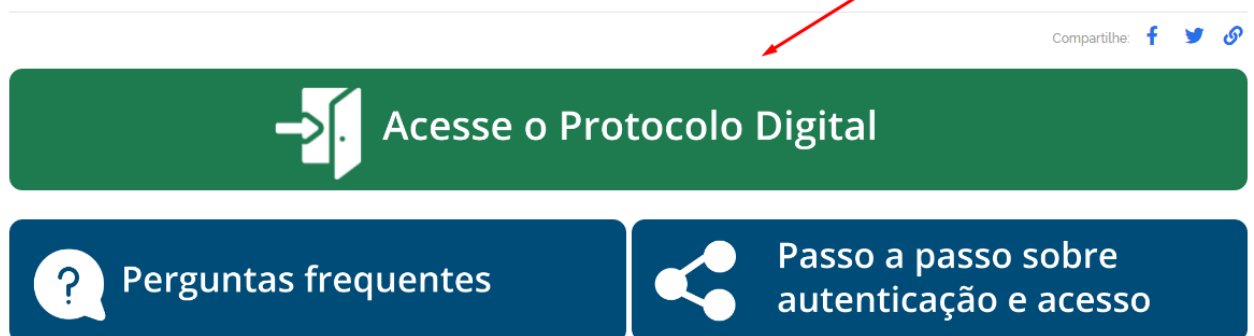 Compartilhe:
Acesse o Protocolo Digital
Perguntas frequentes
Passo a passo sobre
autenticação e acesso